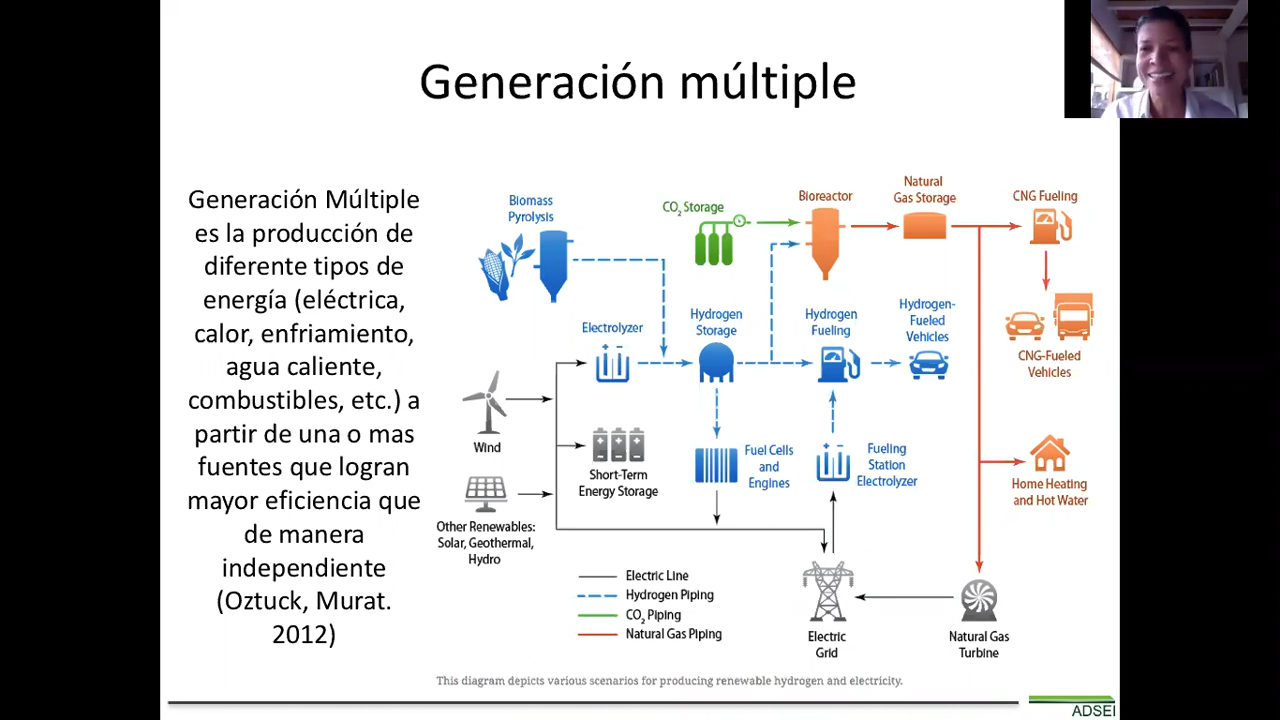 Generación múltiple
Generación Múltiple
es la producción de
diferente tipos de
energía (eléctrica,
calor, enfriamiento,
agua caliente,
combustibles, etc.) a
partir de una o mas
fuentes que logran
mayor eficiencia que
de manera
independiente
(Oztuck, Murat.
2012)
Biomass
Pyrolysis
CO2 Storage
Bioreactor
Natural
Gas Storage
CNG Fueling
Electrolyzer
Hydrogen
Storage
Hydrogen
Fueling
Hydrogen-
Fueled
Vehicles
CNG-Fueled
Vehicles
Wind
Short-Term
Energy Storage
Fuel Cells
and
Engines
Fueling
Station
Electrolyzer
Home Heating
and Hot Water
Other Renewables:
Solar, Geothermal,
Hydro
Electric Line
Hydrogen Piping
CO2 Piping
Natural Gas Piping
Electric
Grid
Natural Gas
Turbine
This diagram depicts various scenarios for producing renewable hydrogen and electricity.
ADSEI